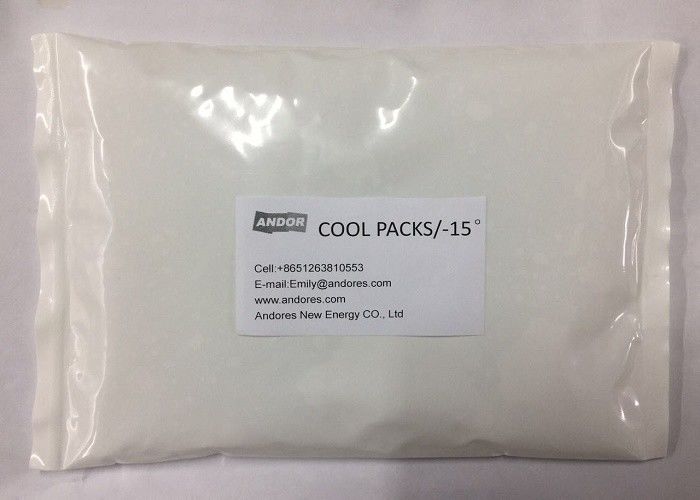 ANDOR COOL PACKS/-15°
Cell:+8651263810553
E-mail:Emily@andores.com
www.andores.com
Andores New Energy CO., Ltd